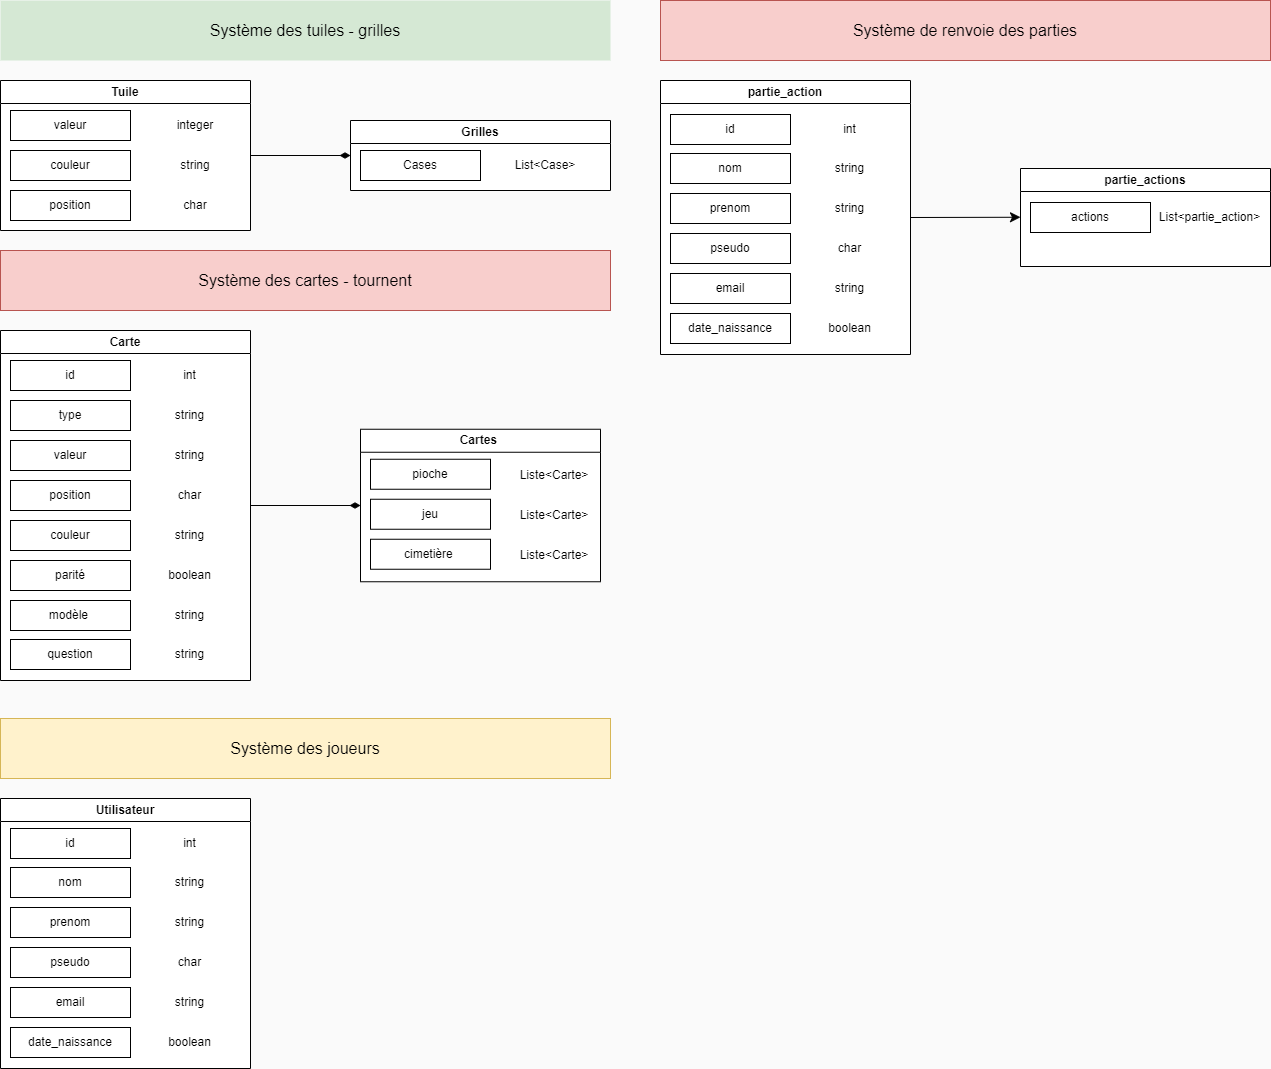 Système des tuiles - grilles
Tuile
valeur integer
couleur string
position char
Grilles
Cases List<Case>
Système des cartes - tournent
Carte
id int
type string
valeur string
position char
couleur string
parité boolean
modèle string
question string
Cartes
pioche Liste<Carte>
jeu Liste<Carte>
cimetière Liste<Carte>
Système des joueurs
Utilisateur
id int
nom string
prenom string
pseudo char
email string
date_naissance boolean
Système de renvoie des parties
partie_action
id int
nom string
prenom string
pseudo char
email string
date_naissance boolean
partie_actions
actions List<partie_action>